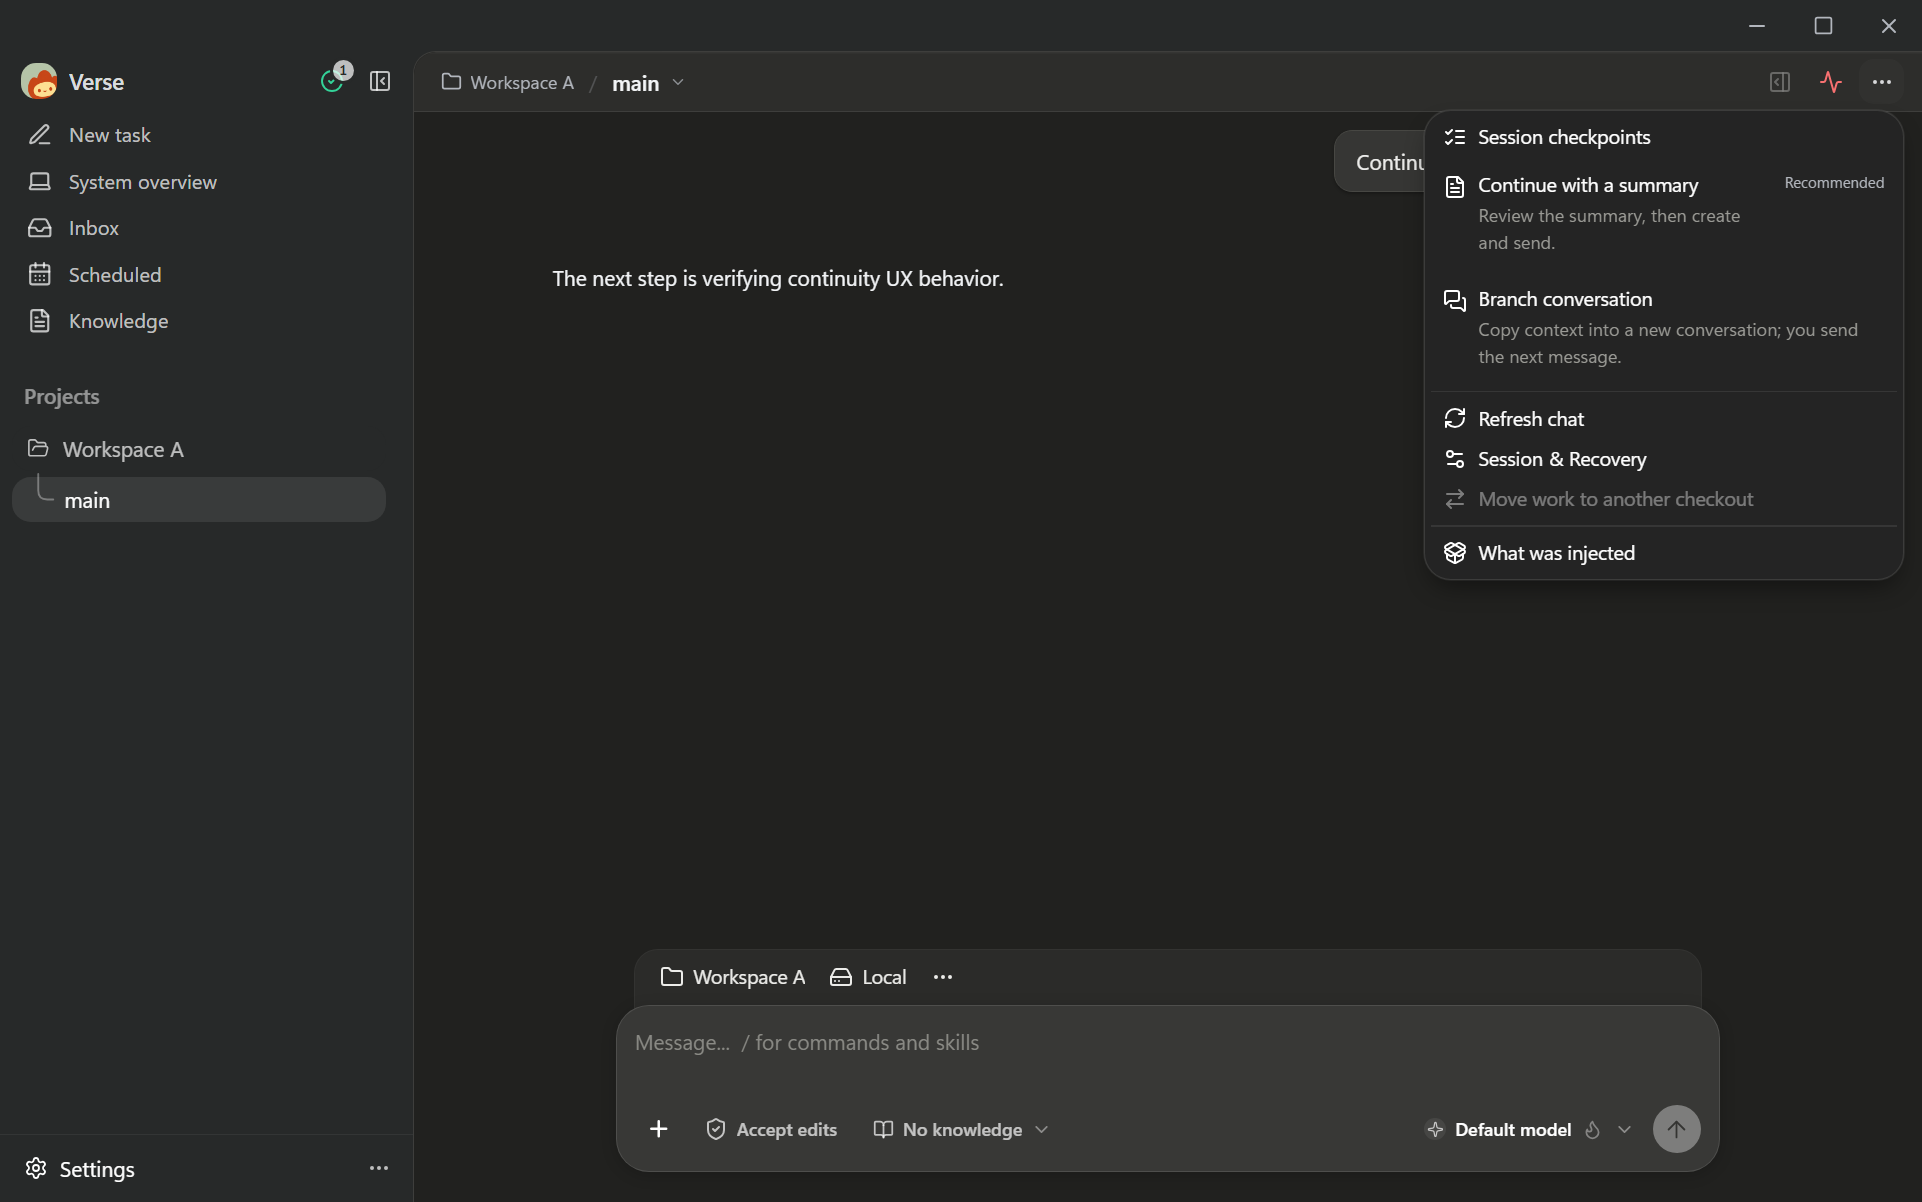 Verse
1
New task
System overview
Inbox
Scheduled
Knowledge
Projects
Workspace A
main
Settings
Workspace A / main
Continu
The next step is verifying continuity UX behavior.
Session checkpoints
Continue with a summary
Recommended
Review the summary, then create
and send.
Branch conversation
Copy context into a new conversation; you send
the next message.
Refresh chat
Session & Recovery
Move work to another checkout
What was injected
Workspace A
Local
Message... / for commands and skills
Accept edits
No knowledge
Default model